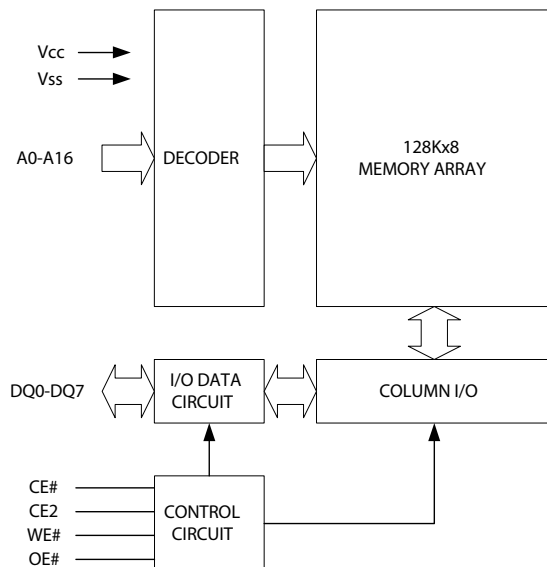 Vcc
Vss
A0-A16
DECODER
128Kx8
MEMORY ARRAY
DQ0-DQ7
I/O DATA
CIRCUIT
COLUMN I/O
CE#
CE2
WE#
OE#
CONTROL
CIRCUIT